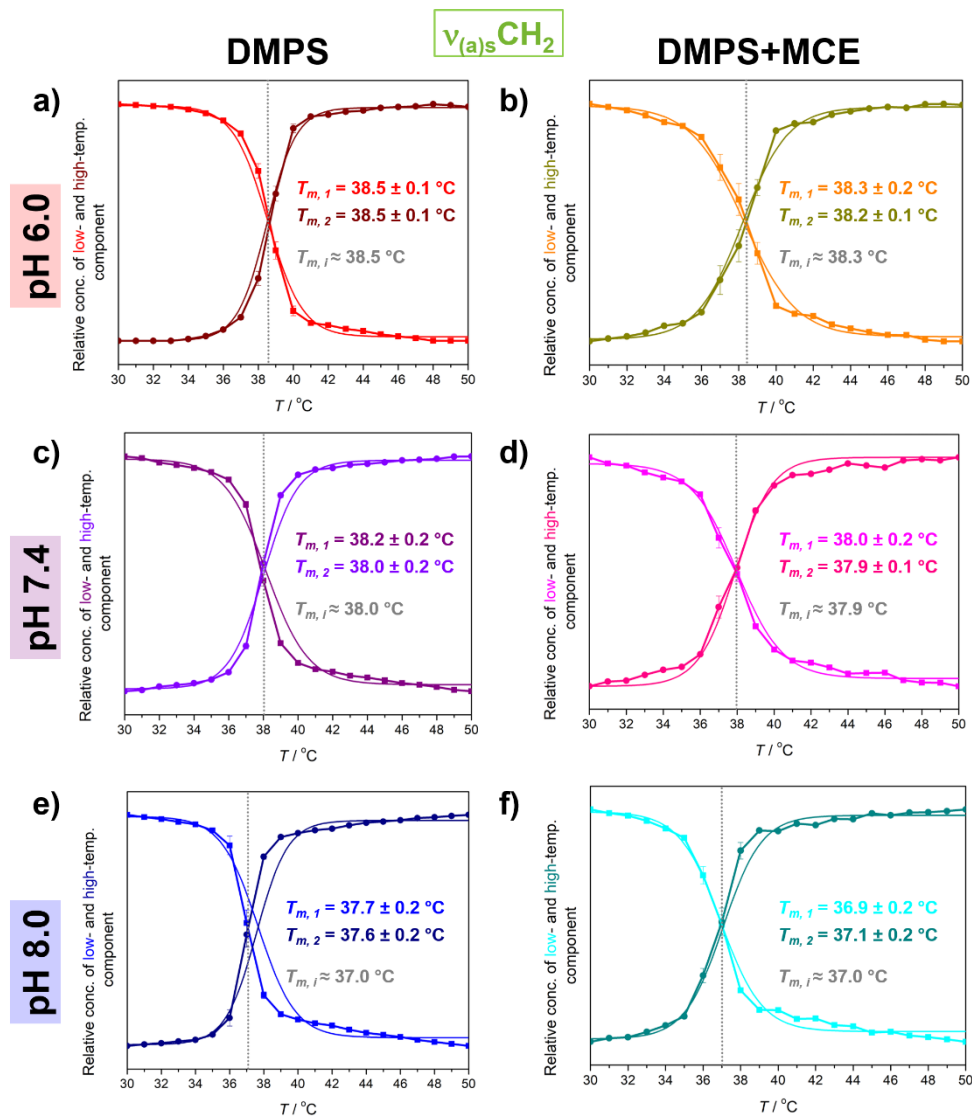 ν(a)sCH2
DMPS
DMPS+MCE
pH 6.0
a)
Relative conc. of low- and high-temp.
component
Tm, 1 = 38.5 ± 0.1 °C
Tm, 2 = 38.5 ± 0.1 °C
Tm, i ≈ 38.5 °C
30 32 34 36 38 40 42 44 46 48 50
T / °C
b)
Relative conc. of low- and high-temp.
component
Tm, 1 = 38.3 ± 0.2 °C
Tm, 2 = 38.2 ± 0.1 °C
Tm, i ≈ 38.3 °C
30 32 34 36 38 40 42 44 46 48 50
T / °C
pH 7.4
c)
Relative conc. of low- and high-temp.
component
Tm, 1 = 38.2 ± 0.2 °C
Tm, 2 = 38.0 ± 0.2 °C
Tm, i ≈ 38.0 °C
30 32 34 36 38 40 42 44 46 48 50
T / °C
d)
Relative conc. of low- and high-temp.
component
Tm, 1 = 38.0 ± 0.2 °C
Tm, 2 = 37.9 ± 0.1 °C
Tm, i ≈ 37.9 °C
30 32 34 36 38 40 42 44 46 48 50
T / °C
pH 8.0
e)
Relative conc. of low- and high-temp.
component
Tm, 1 = 37.7 ± 0.2 °C
Tm, 2 = 37.6 ± 0.2 °C
Tm, i ≈ 37.0 °C
30 32 34 36 38 40 42 44 46 48 50
T / °C
f)
Relative conc. of low- and high-temp.
component
Tm, 1 = 36.9 ± 0.2 °C
Tm, 2 = 37.1 ± 0.2 °C
Tm, i ≈ 37.0 °C
30 32 34 36 38 40 42 44 46 48 50
T / °C